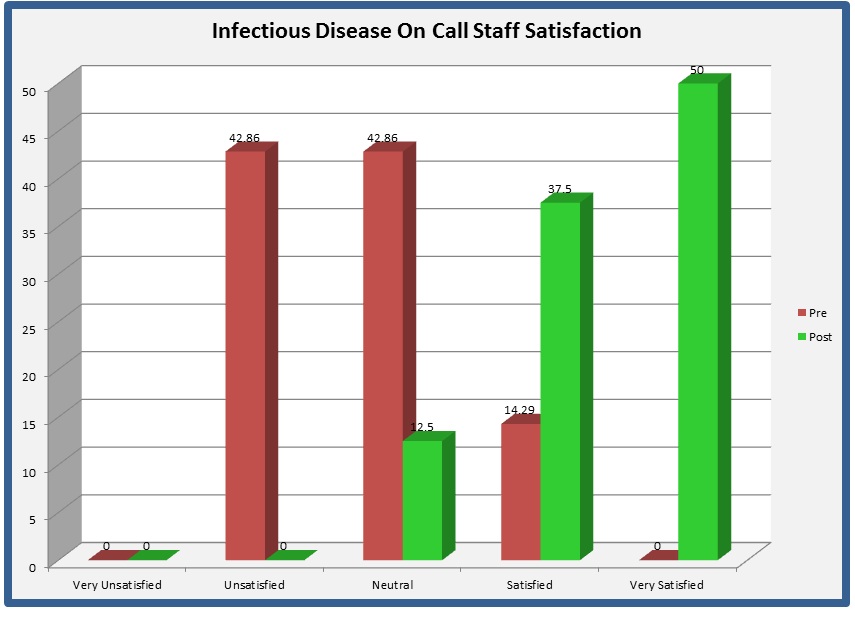 Infectious Disease On Call Staff Satisfaction
50
45
40
35
30
25
20
15
10
5
0
0
0
42.86
0
42.86
12.5
14.29
37.5
0
50
Very Unsatisfied
Unsatisfied
Neutral
Satisfied
Very Satisfied
Pre
Post